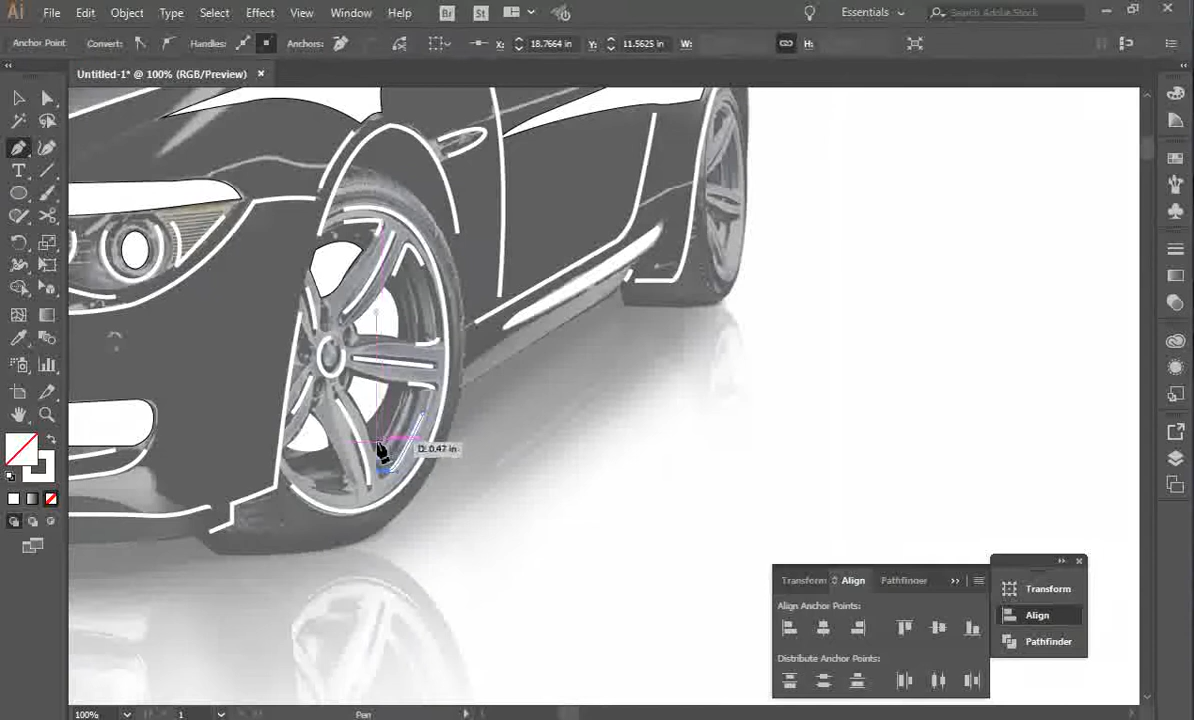 Ai File Edit Object Type Select Effect View Window Help Br St Essentials Search Adobe Stock
Anchor Point Convert: Handles: Anchors: X: 18.7664 in Y: 11.5625 in W: H:
Untitled-1* @ 100% (RGB/Preview) ×
T
D: 0.47 in
Transform Align Pathfinder
Align Anchor Points:
Distribute Anchor Points:
Transform
Align
Pathfinder
100% 1 Pen